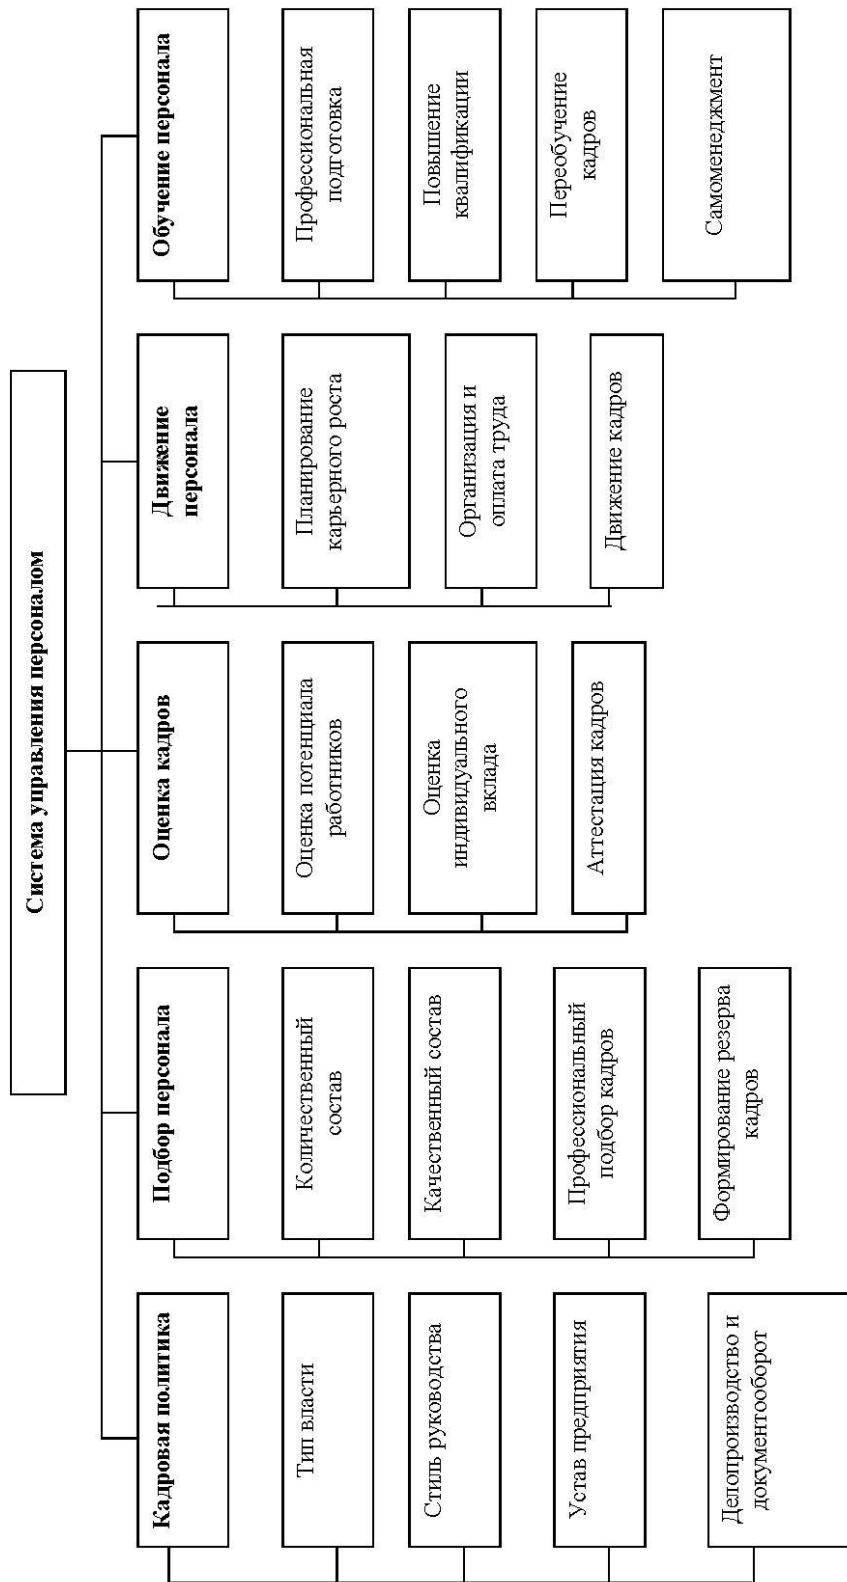 Система управления персоналом
Кадровая политика
Тип власти
Стиль руководства
Устав предприятия
Делопроизводство и
документооборот
Подбор персонала
Количественный
состав
Качественный состав
Профессиональный
подбор кадров
Формирование резерва
кадров
Оценка кадров
Оценка потенциала
работников
Оценка
индивидуального
вклада
Аттестация кадров
Движение
персонала
Планирование
карьерного роста
Организация и
оплата труда
Движение кадров
Обучение персонала
Профессиональная
подготовка
Повышение
квалификации
Переобучение
кадров
Самоменеджмент